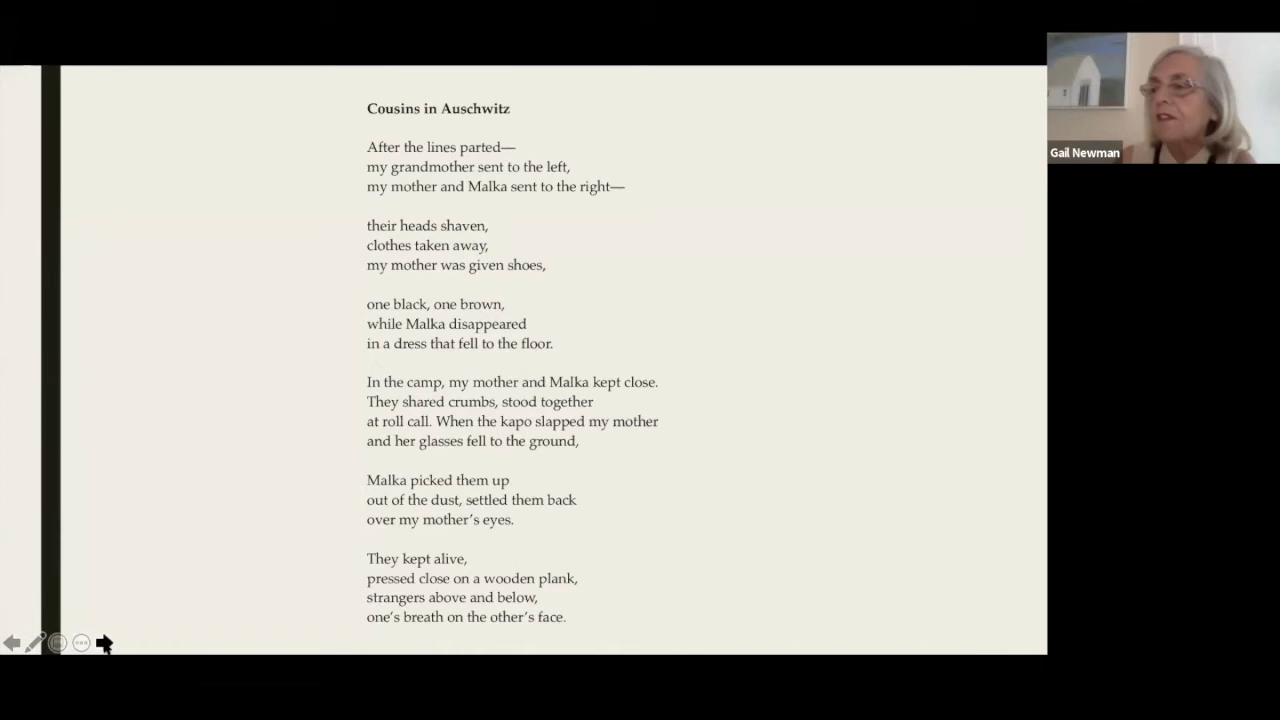 Cousins in Auschwitz
After the lines parted—
my grandmother sent to the left,
my mother and Malka sent to the right—
their heads shaven,
clothes taken away,
my mother was given shoes,
one black, one brown,
while Malka disappeared
in a dress that fell to the floor.
In the camp, my mother and Malka kept close.
They shared crumbs, stood together
at roll call. When the kapo slapped my mother
and her glasses fell to the ground,
Malka picked them up
out of the dust, settled them back
over my mother’s eyes.
They kept alive,
pressed close on a wooden plank,
strangers above and below,
one’s breath on the other’s face.
Gail Newman